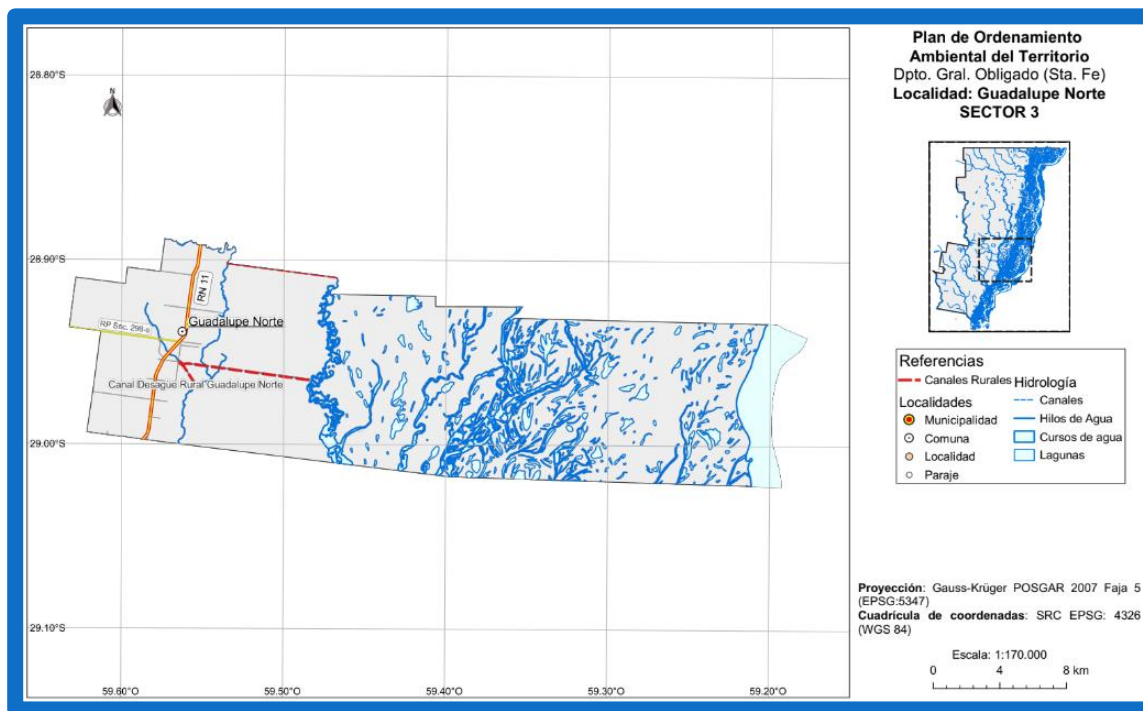 Plan de Ordenamiento
Ambiental del Territorio
Dpto. Gral. Obligado (Sta. Fe)
Localidad: Guadalupe Norte
SECTOR 3
28.80°S
28.90°S
29.00°S
29.10°S
59.60°O
59.50°O
59.40°O
59.30°O
59.20°O
N
RN 11
RP Sec. 298-s
Guadalupe Norte
Canal Desague Rural Guadalupe Norte
Referencias
Canales Rurales
Localidades
Municipalidad
Comuna
Localidad
Paraje
Hidrología
Canales
Hilos de Agua
Cursos de agua
Lagunas
Proyección: Gauss-Krüger POSGAR 2007 Faja 5
(EPSG:5347)
Cuadrícula de coordenadas: SRC EPSG: 4326
(WGS 84)
Escala: 1:170.000
0 4 8 km